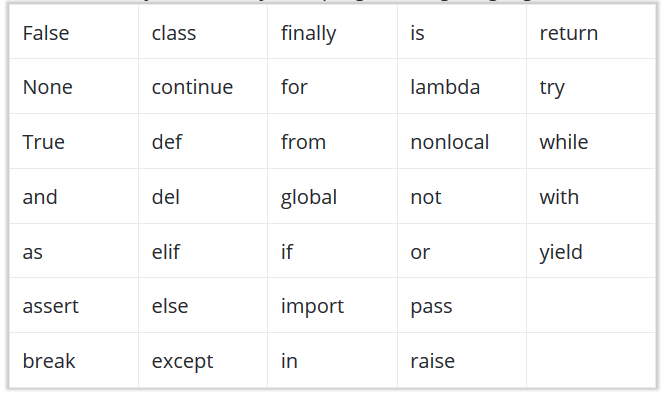 False class finally is return
None continue for lambda try
True def from nonlocal while
and del global not with
as elif if or yield
assert else import pass
break except in raise